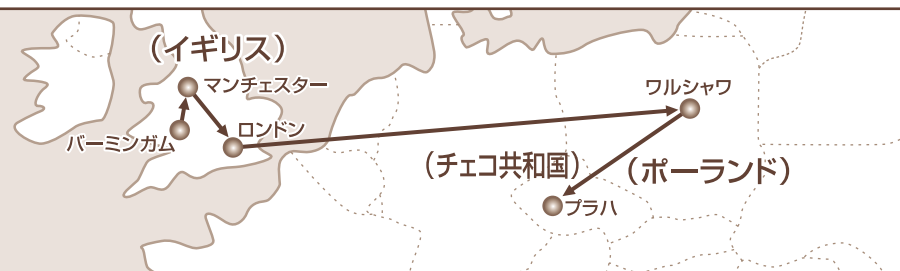 （イギリス）
マンチェスター
バーミンガム
ロンドン
ワルシャワ
（チェコ共和国）
（ポーランド）
プラハ